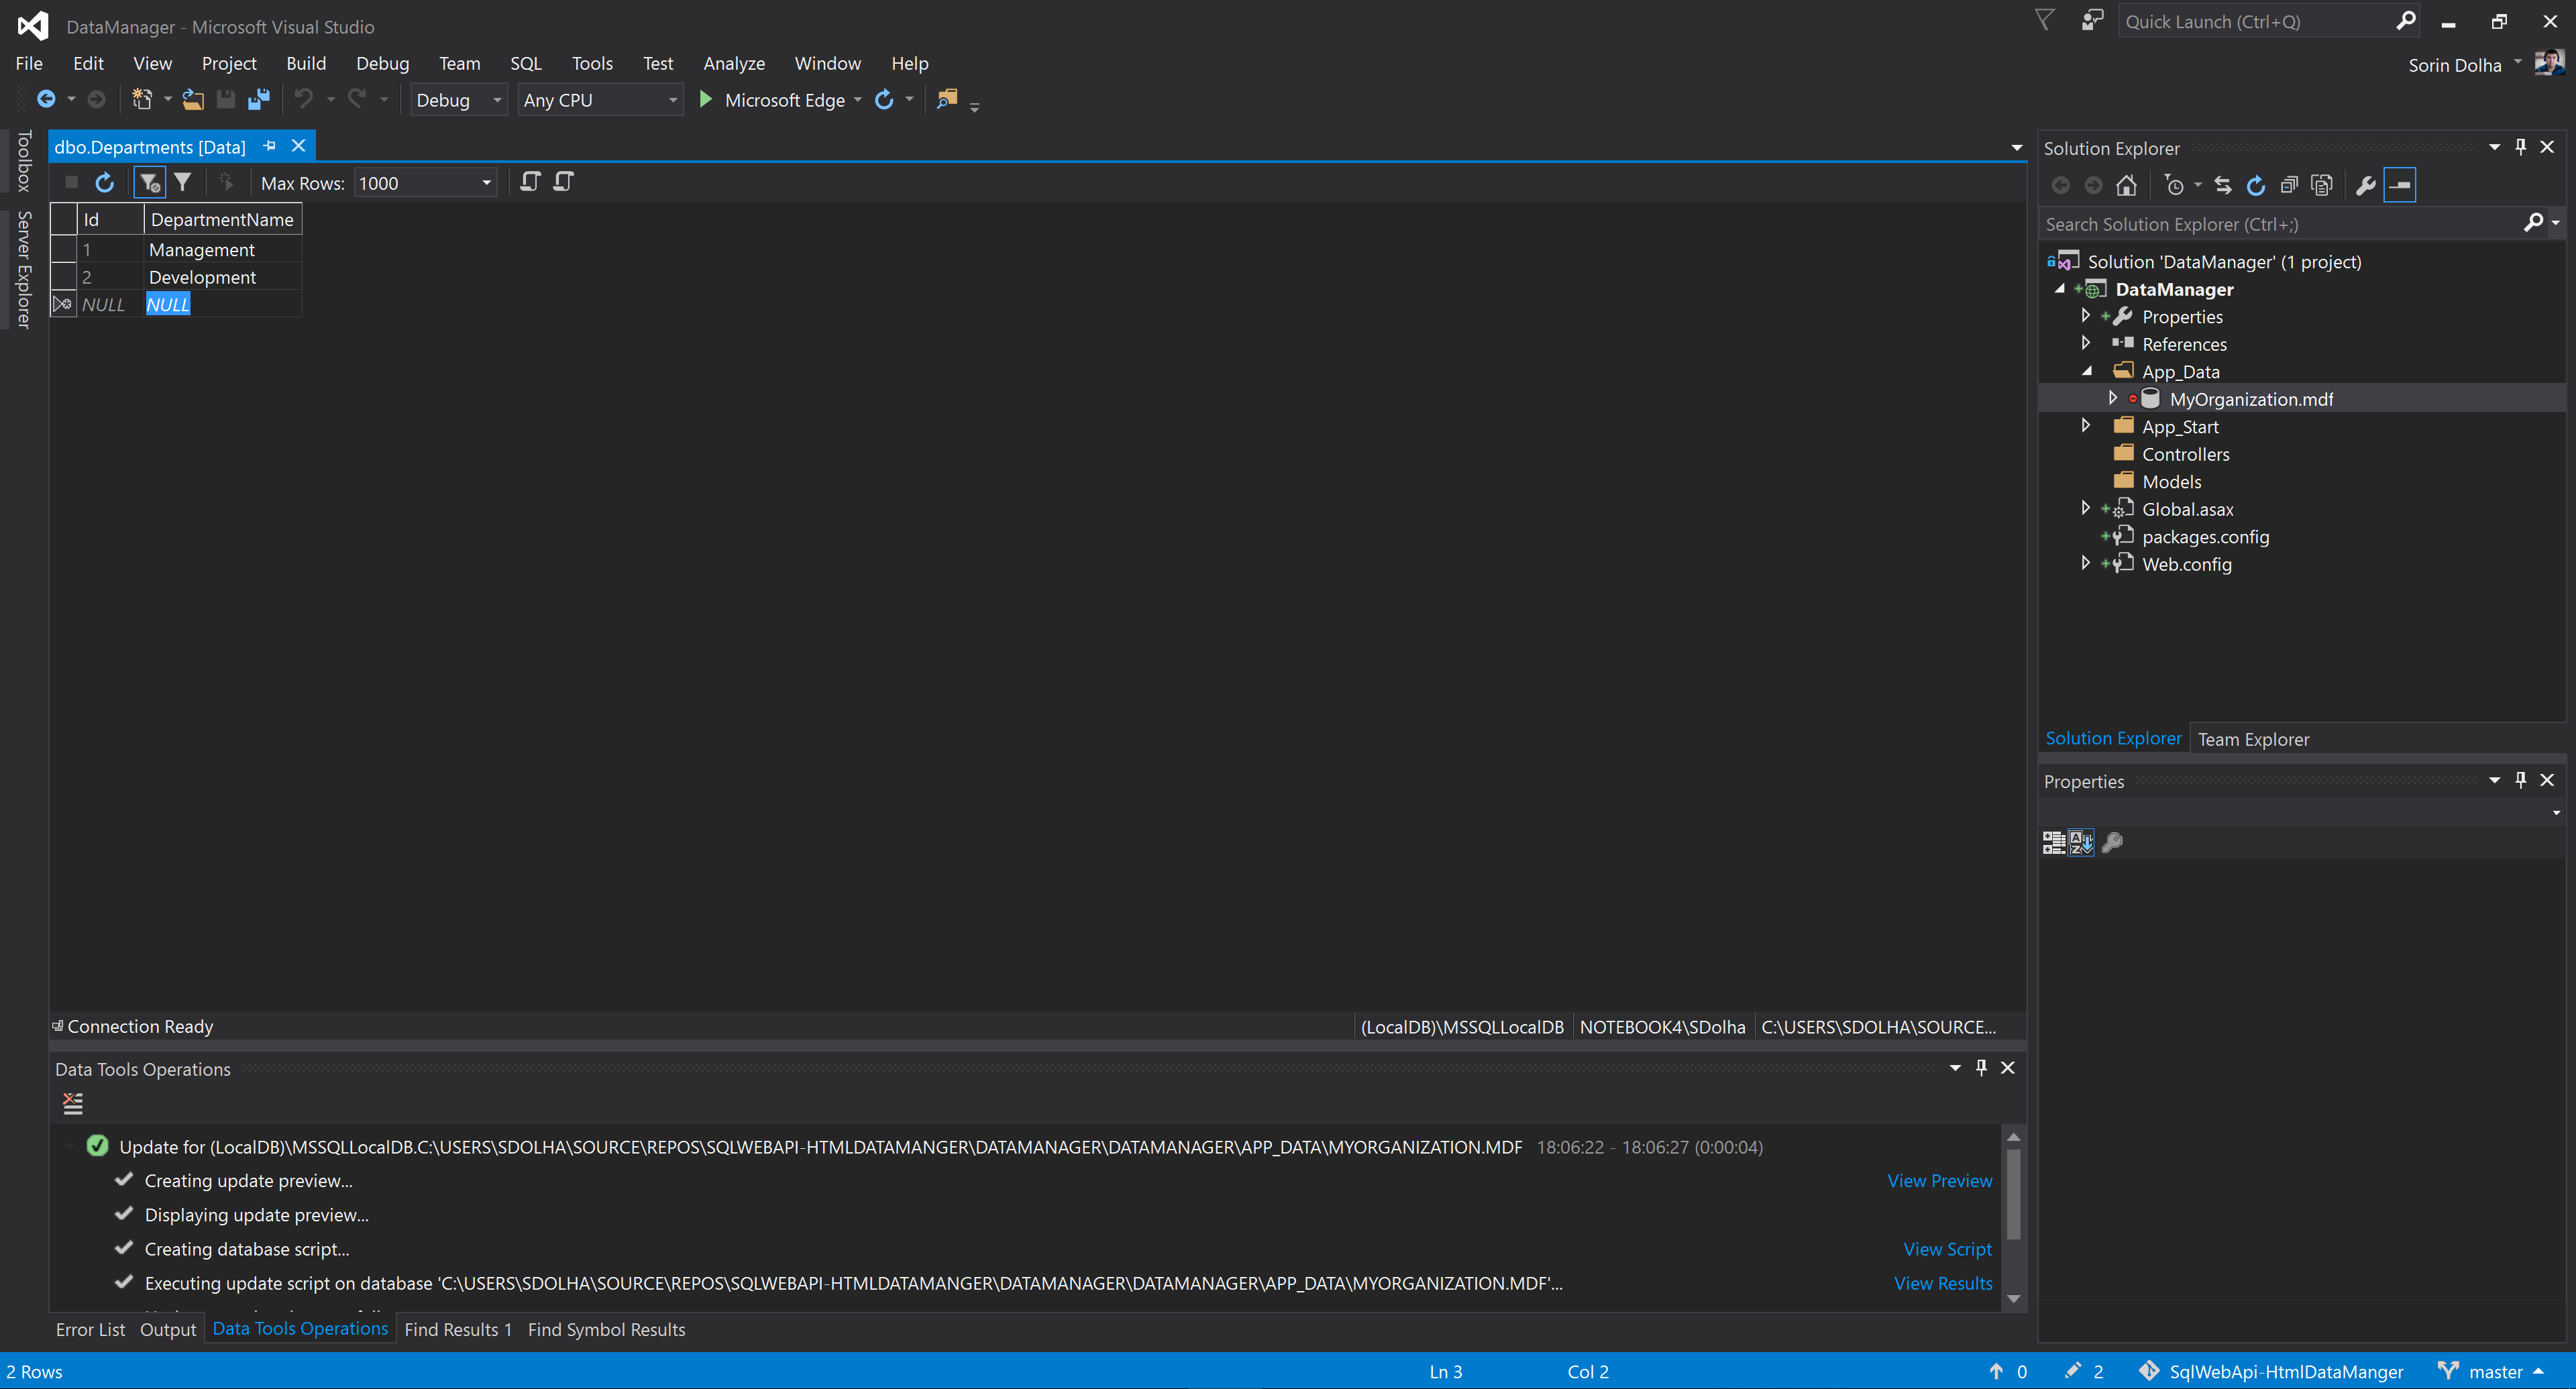 DataManager - Microsoft Visual Studio
Quick Launch (Ctrl+Q)
File Edit View Project Build Debug Team SQL Tools Test Analyze Window Help
Sorin Dolha
Debug Any CPU Microsoft Edge
Toolbox
Server Explorer
dbo.Departments [Data]
Max Rows: 1000
Id DepartmentName
1 Management
2 Development
NULL NULL
Connection Ready
(LocalDB)\MSSQLLocalDB NOTEBOOK4\SDolha C:\USERS\SDOLHA\SOURCE...
Data Tools Operations
Update for (LocalDB)\MSSQLLocalDB.C:\USERS\SDOLHA\SOURCE\REPOS\SQLWEBAPI-HTMLDATAMANGER\DATAMANAGER\DATAMANAGER\APP_DATA\MYORGANIZATION.MDF 18:06:22 - 18:06:27 (0:00:04)
Creating update preview... View Preview
Displaying update preview...
Creating database script... View Script
Executing update script on database 'C:\USERS\SDOLHA\SOURCE\REPOS\SQLWEBAPI-HTMLDATAMANGER\DATAMANAGER\DATAMANAGER\APP_DATA\MYORGANIZATION.MDF'... View Results
Error List Output Data Tools Operations Find Results 1 Find Symbol Results
Solution Explorer
Search Solution Explorer (Ctrl+;)
Solution 'DataManager' (1 project)
DataManager
Properties
References
App_Data
MyOrganization.mdf
App_Start
Controllers
Models
Global.asax
packages.config
Web.config
Solution Explorer Team Explorer
Properties
2 Rows Ln 3 Col 2 0 2 SqlWebApi-HtmlDataManger master